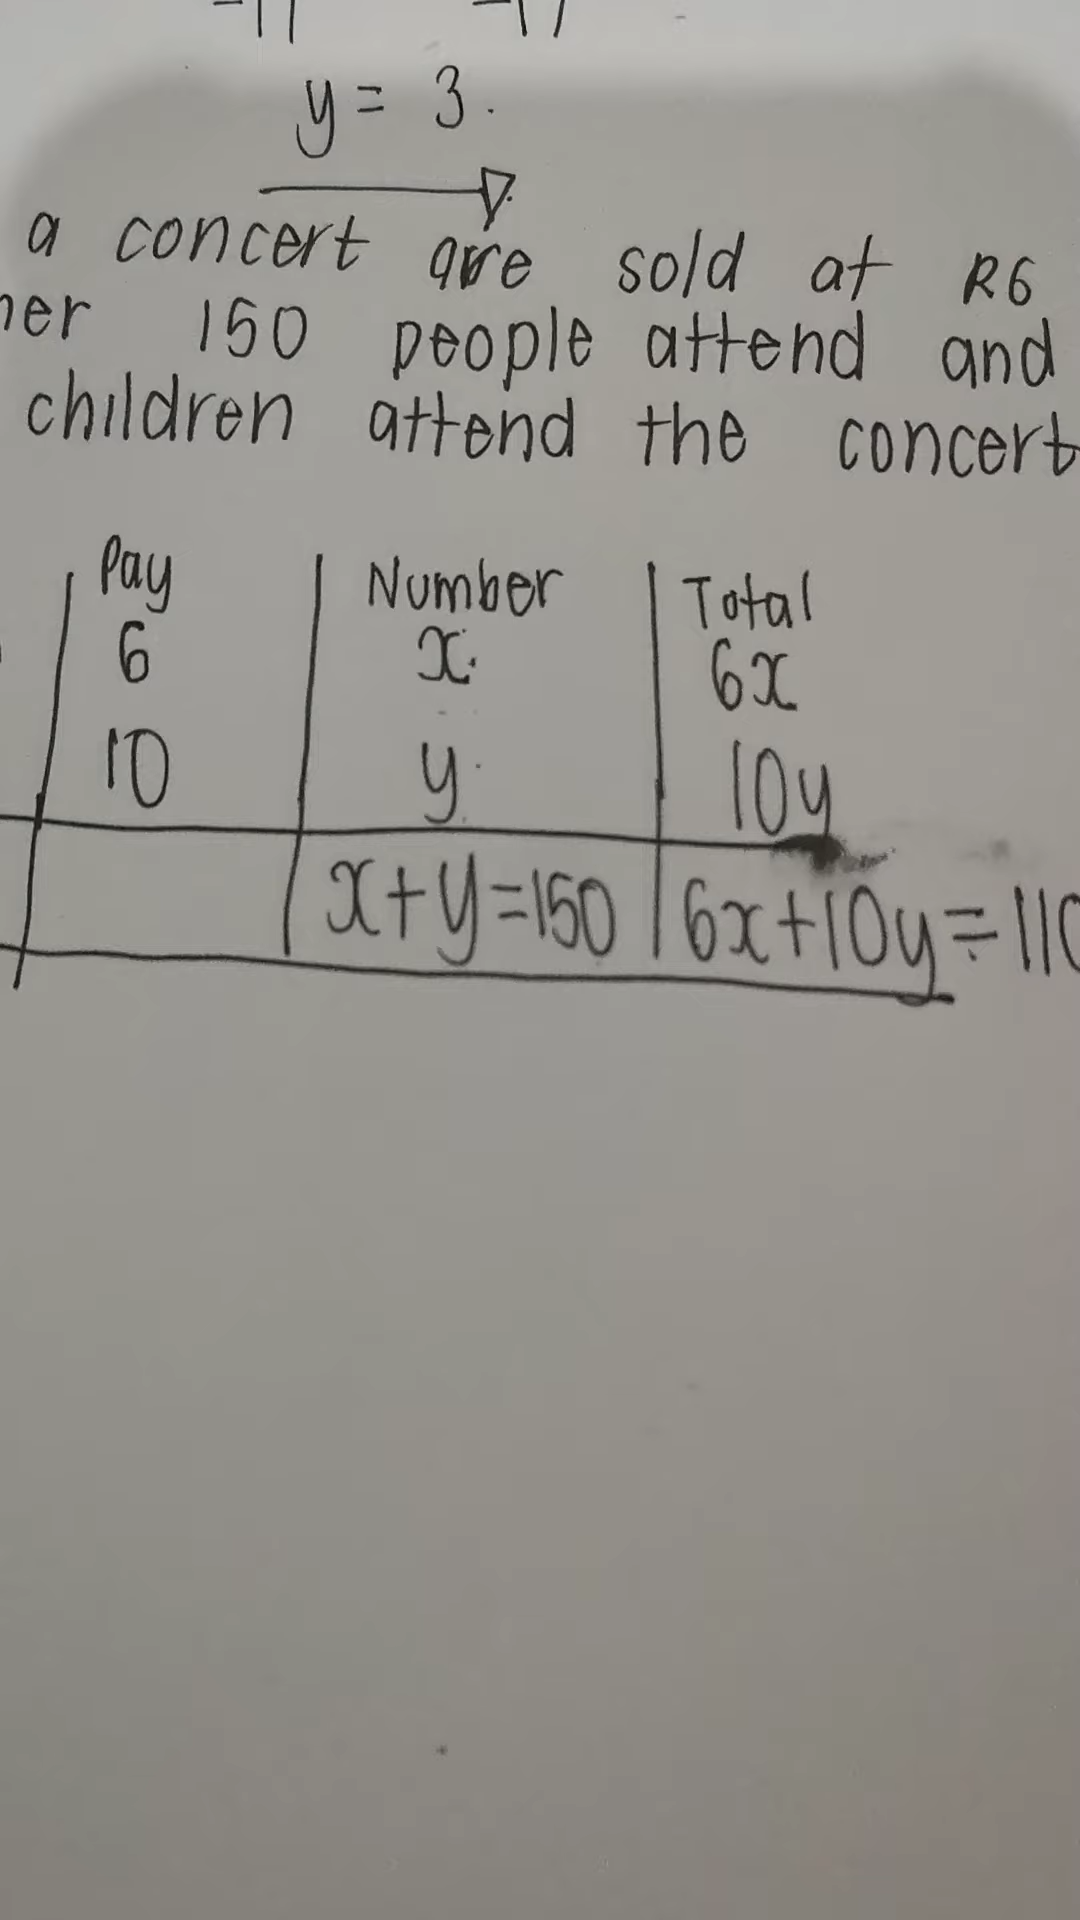 y = 3.
a concert are sold at R6
150 people attend and
children attend the concert
Pay Number Total
6 x 6x
10 y 10y
x+y=150 6x+10y=110